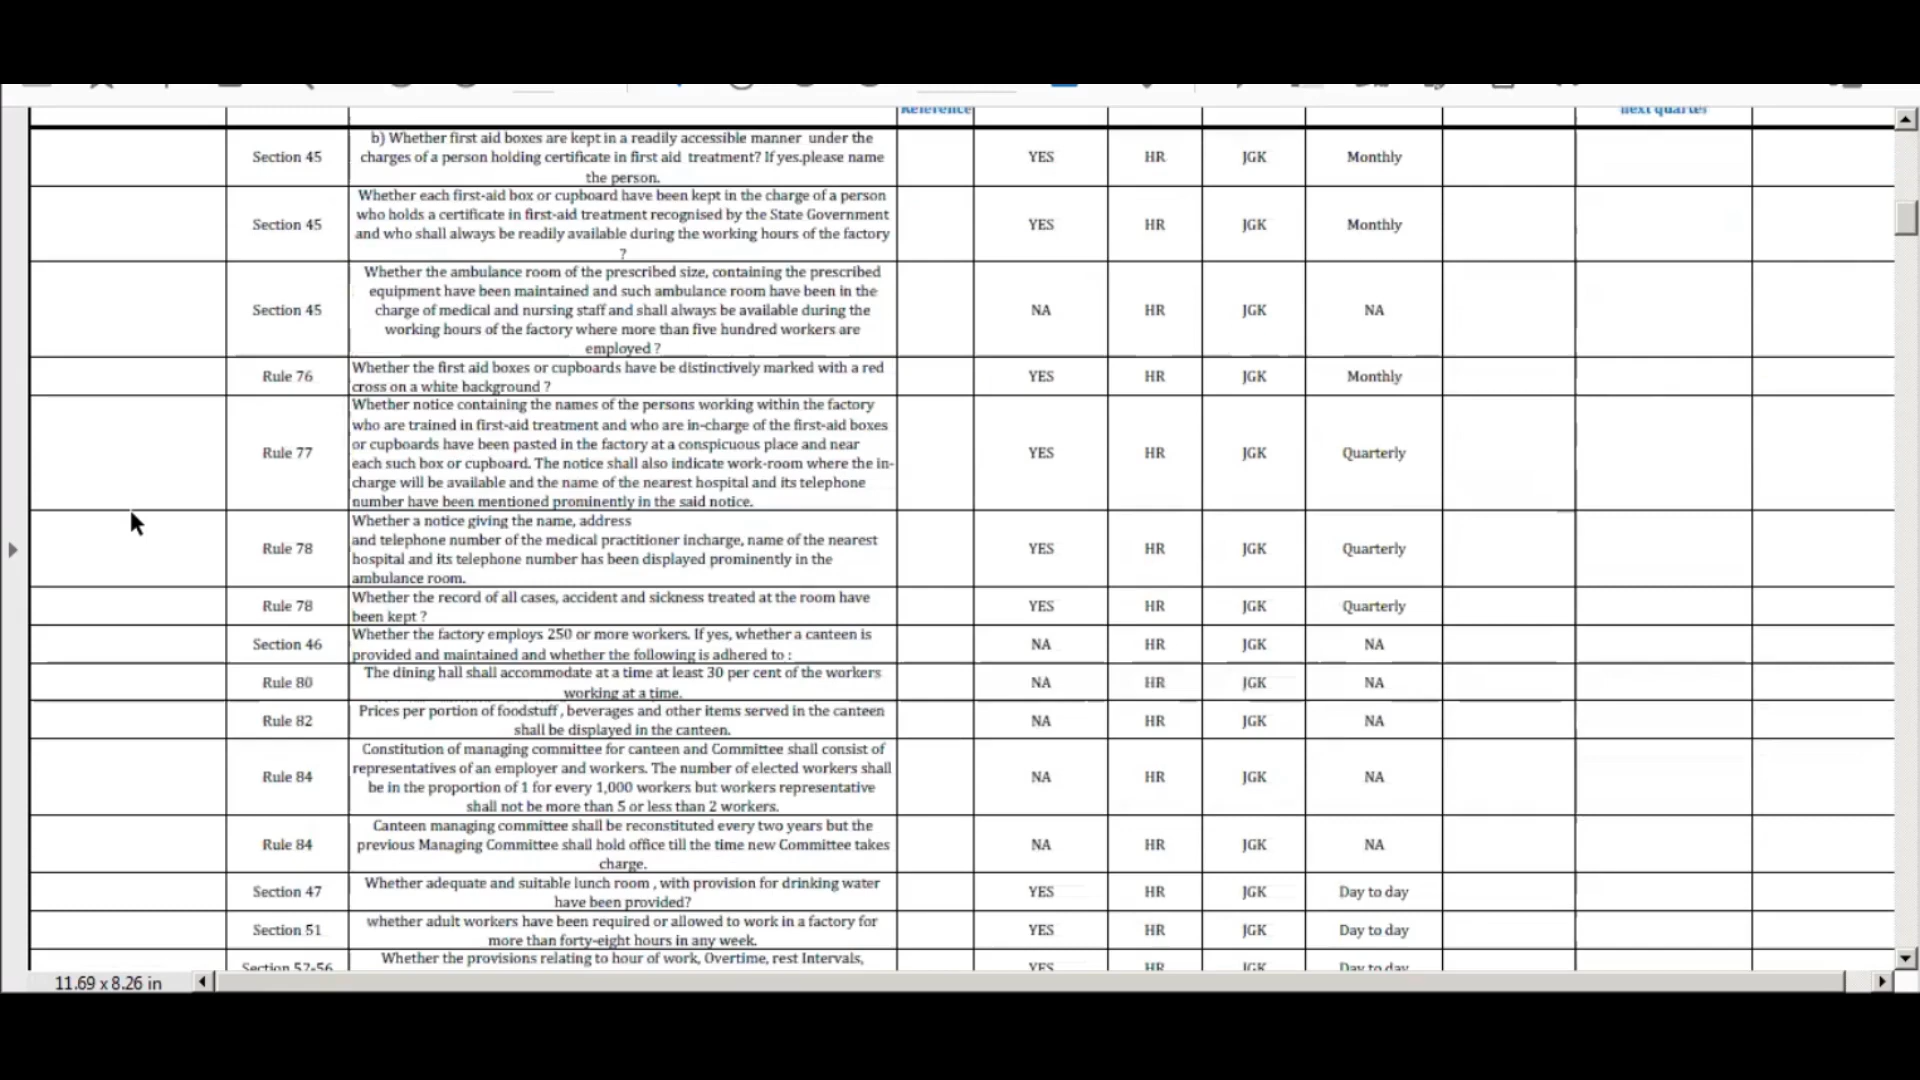 Reference
next quarter
Section 45
b) Whether first aid boxes are kept in a readily accessible manner under the
charges of a person holding certificate in first aid treatment? If yes.please name
the person.
YES
HR
JGK
Monthly
Section 45
Whether each first-aid box or cupboard have been kept in the charge of a person
who holds a certificate in first-aid treatment recognised by the State Government
and who shall always be readily available during the working hours of the factory
?
YES
HR
JGK
Monthly
Section 45
Whether the ambulance room of the prescribed size, containing the prescribed
equipment have been maintained and such ambulance room have been in the
charge of medical and nursing staff and shall always be available during the
working hours of the factory where more than five hundred workers are
employed ?
NA
HR
JGK
NA
Rule 76
Whether the first aid boxes or cupboards have be distinctively marked with a red
cross on a white background ?
YES
HR
JGK
Monthly
Rule 77
Whether notice containing the names of the persons working within the factory
who are trained in first-aid treatment and who are in-charge of the first-aid boxes
or cupboards have been pasted in the factory at a conspicuous place and near
each such box or cupboard. The notice shall also indicate work-room where the in-
charge will be available and the name of the nearest hospital and its telephone
number have been mentioned prominently in the said notice.
YES
HR
JGK
Quarterly
Rule 78
Whether a notice giving the name, address
and telephone number of the medical practitioner incharge, name of the nearest
hospital and its telephone number has been displayed prominently in the
ambulance room.
YES
HR
JGK
Quarterly
Rule 78
Whether the record of all cases, accident and sickness treated at the room have
been kept ?
YES
HR
JGK
Quarterly
Section 46
Whether the factory employs 250 or more workers. If yes, whether a canteen is
provided and maintained and whether the following is adhered to :
NA
HR
JGK
NA
Rule 80
The dining hall shall accommodate at a time at least 30 per cent of the workers
working at a time.
NA
HR
JGK
NA
Rule 82
Prices per portion of foodstuff , beverages and other items served in the canteen
shall be displayed in the canteen.
NA
HR
JGK
NA
Rule 84
Constitution of managing committee for canteen and Committee shall consist of
representatives of an employer and workers. The number of elected workers shall
be in the proportion of 1 for every 1,000 workers but workers representative
shall not be more than 5 or less than 2 workers.
NA
HR
JGK
NA
Rule 84
Canteen managing committee shall be reconstituted every two years but the
previous Managing Committee shall hold office till the time new Committee takes
charge.
NA
HR
JGK
NA
Section 47
Whether adequate and suitable lunch room , with provision for drinking water
have been provided?
YES
HR
JGK
Day to day
Section 51
whether adult workers have been required or allowed to work in a factory for
more than forty-eight hours in any week.
YES
HR
JGK
Day to day
Section 52-56
Whether the provisions relating to hour of work, Overtime, rest Intervals,
YES
HR
JGK
Day to day
11.69 x 8.26 in